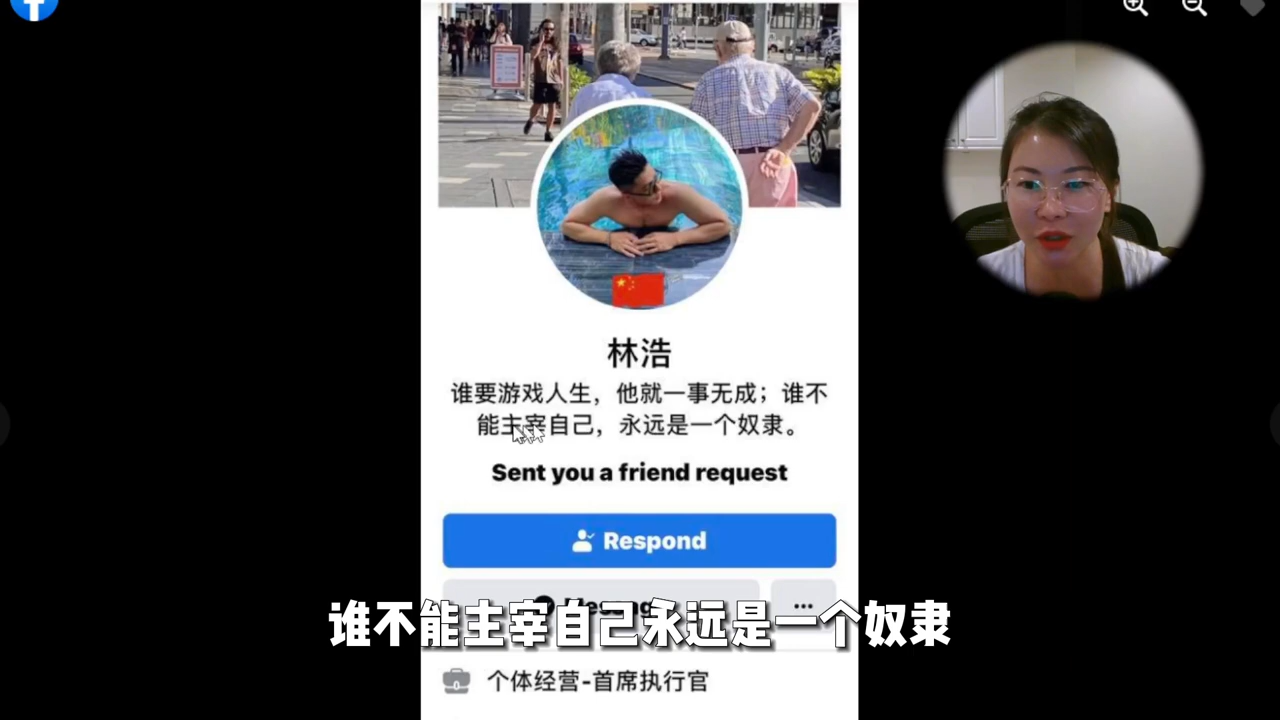 林浩
谁要游戏人生，他就一事无成；谁不
能主宰自己，永远是一个奴隶。
Sent you a friend request
Respond
谁不能主宰自己永远是一个奴隶
个体经营-首席执行官